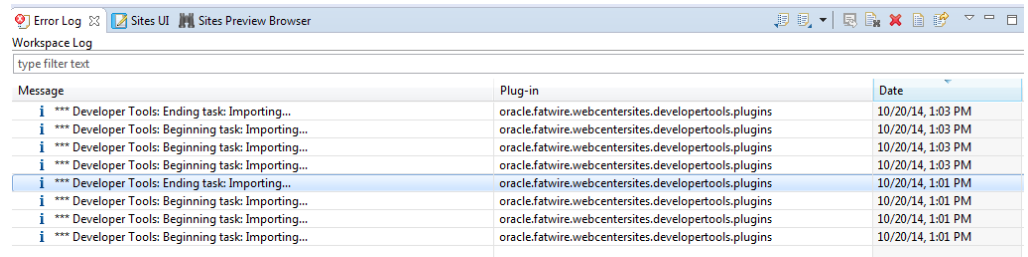 Error Log Sites UI Sites Preview Browser
Workspace Log
type filter text
Message Plug-in Date
*** Developer Tools: Ending task: Importing... oracle.fatwire.webcentersites.developertools.plugins 10/20/14, 1:03 PM
*** Developer Tools: Beginning task: Importing... oracle.fatwire.webcentersites.developertools.plugins 10/20/14, 1:03 PM
*** Developer Tools: Beginning task: Importing... oracle.fatwire.webcentersites.developertools.plugins 10/20/14, 1:03 PM
*** Developer Tools: Beginning task: Importing... oracle.fatwire.webcentersites.developertools.plugins 10/20/14, 1:03 PM
*** Developer Tools: Ending task: Importing... oracle.fatwire.webcentersites.developertools.plugins 10/20/14, 1:01 PM
*** Developer Tools: Beginning task: Importing... oracle.fatwire.webcentersites.developertools.plugins 10/20/14, 1:01 PM
*** Developer Tools: Beginning task: Importing... oracle.fatwire.webcentersites.developertools.plugins 10/20/14, 1:01 PM
*** Developer Tools: Beginning task: Importing... oracle.fatwire.webcentersites.developertools.plugins 10/20/14, 1:01 PM